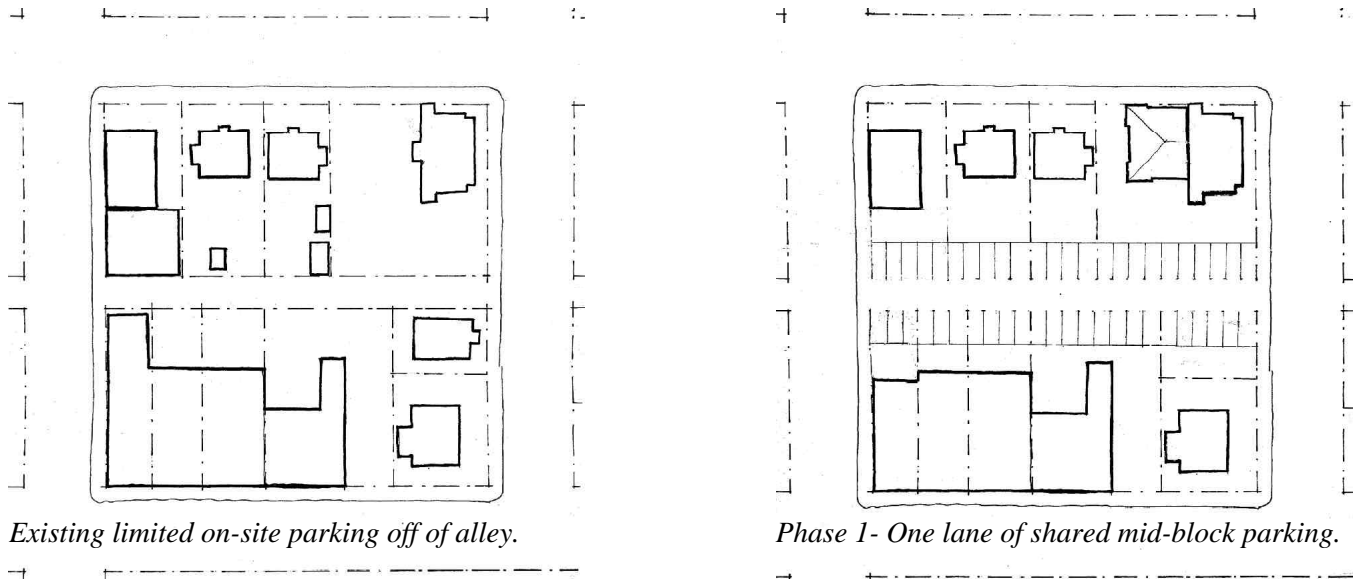 Existing limited on-site parking off of alley.
Phase 1- One lane of shared mid-block parking.